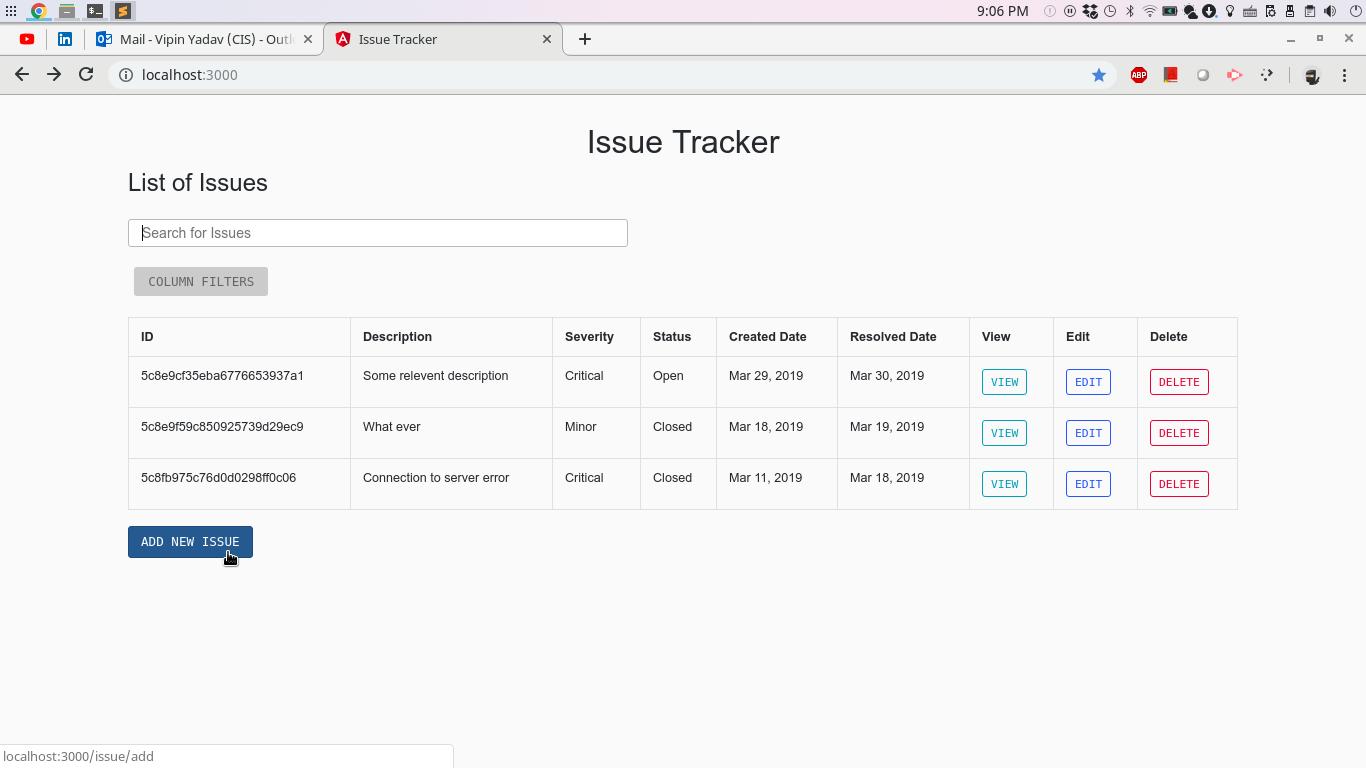 9:06 PM
Mail - Vipin Yadav (CIS) - Outl
Issue Tracker
localhost:3000
ABP
Issue Tracker
List of Issues
Search for Issues
COLUMN FILTERS
ID Description Severity Status Created Date Resolved Date View Edit Delete
5c8e9cf35eba6776653937a1 Some relevent description Critical Open Mar 29, 2019 Mar 30, 2019 VIEW EDIT DELETE
5c8e9f59c850925739d29ec9 What ever Minor Closed Mar 18, 2019 Mar 19, 2019 VIEW EDIT DELETE
5c8fb975c76d0d0298ff0c06 Connection to server error Critical Closed Mar 11, 2019 Mar 18, 2019 VIEW EDIT DELETE
ADD NEW ISSUE
localhost:3000/issue/add